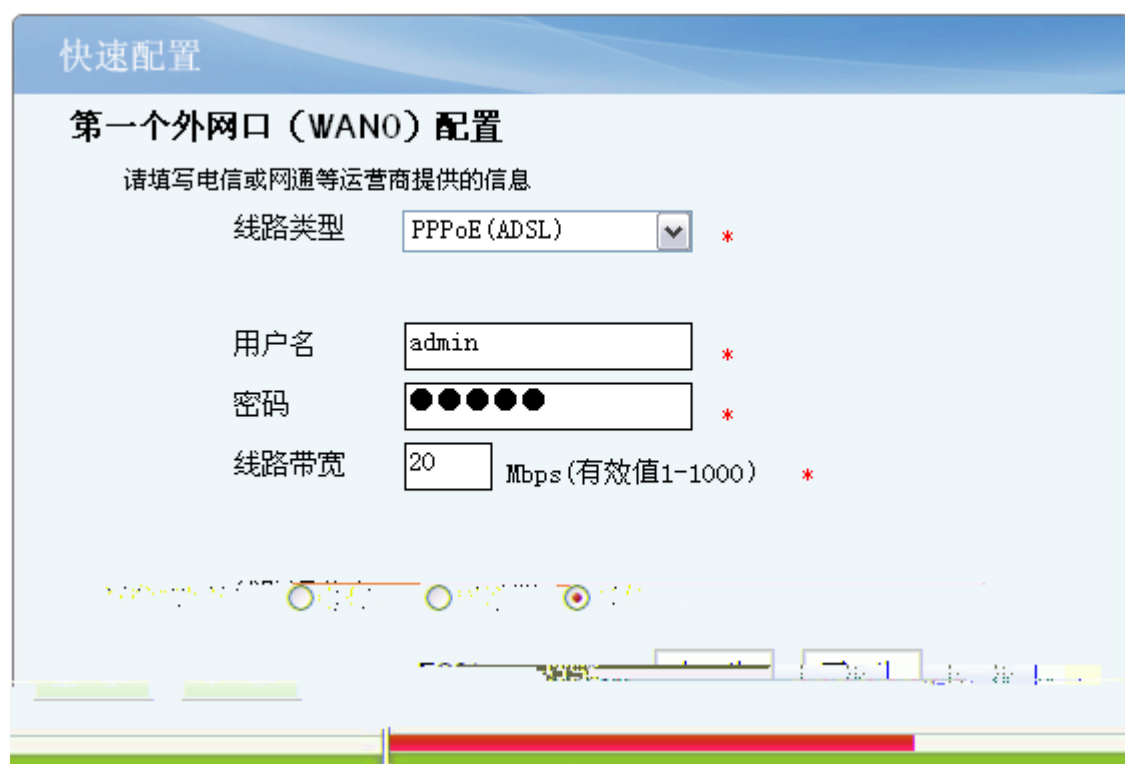 快速配置
第一个外网口（WAN0）配置
请填写电信或网通等运营商提供的信息
线路类型 PPPoE(ADSL) *
用户名 admin *
密码 ●●●●● *
线路带宽 20 Mbps(有效值1-1000) *